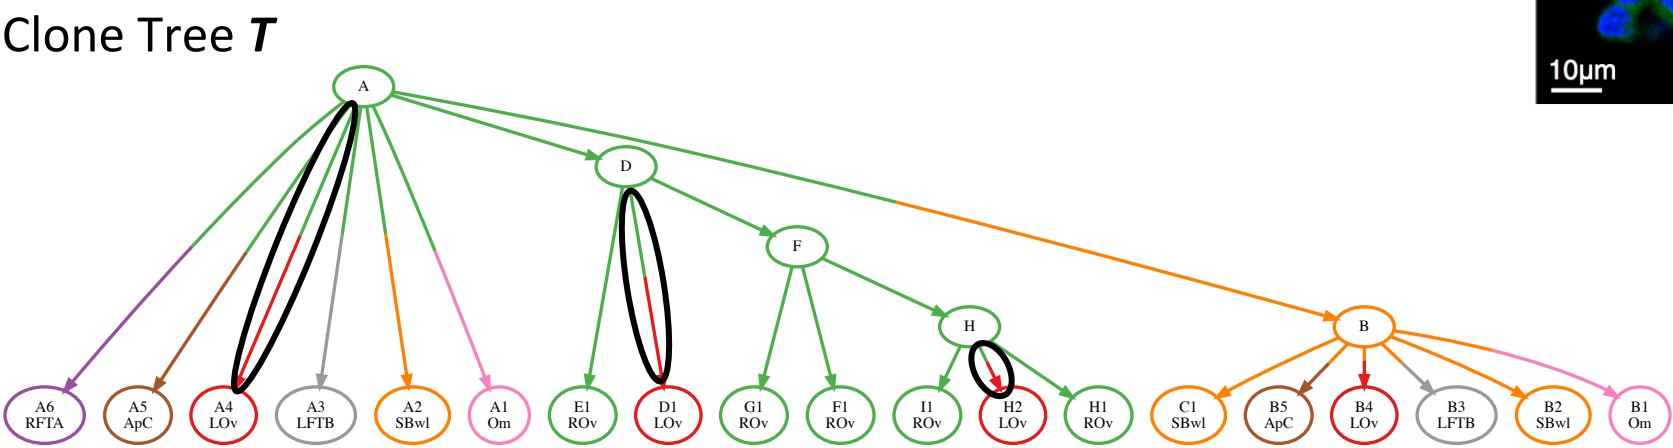 Clone Tree T
10μm
A
D
F
H
B
A6
RFTA
A5
ApC
A4
LOv
A3
LFTB
A2
SBwl
A1
Om
E1
ROv
D1
LOv
G1
ROv
F1
ROv
I1
ROv
H2
LOv
H1
ROv
C1
SBwl
B5
ApC
B4
LOv
B3
LFTB
B2
SBwl
B1
Om